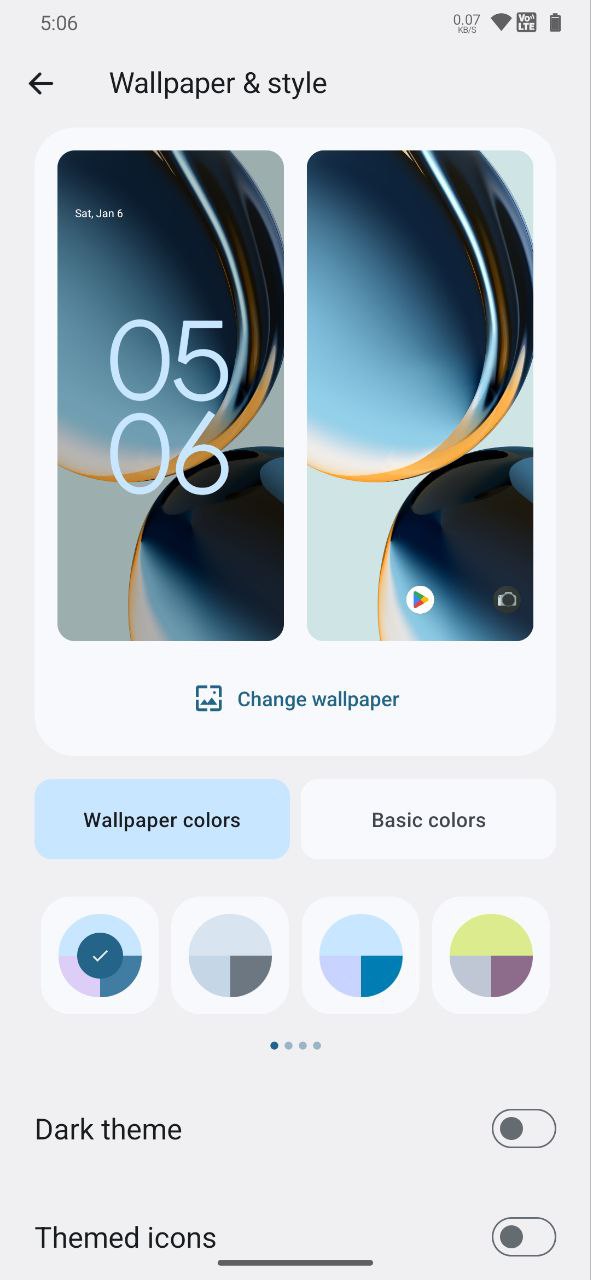 5:06
0.07
KB/S
Vo))
LTE
Wallpaper & style
Sat, Jan 6
05
06
Change wallpaper
Wallpaper colors
Basic colors
Dark theme
Themed icons